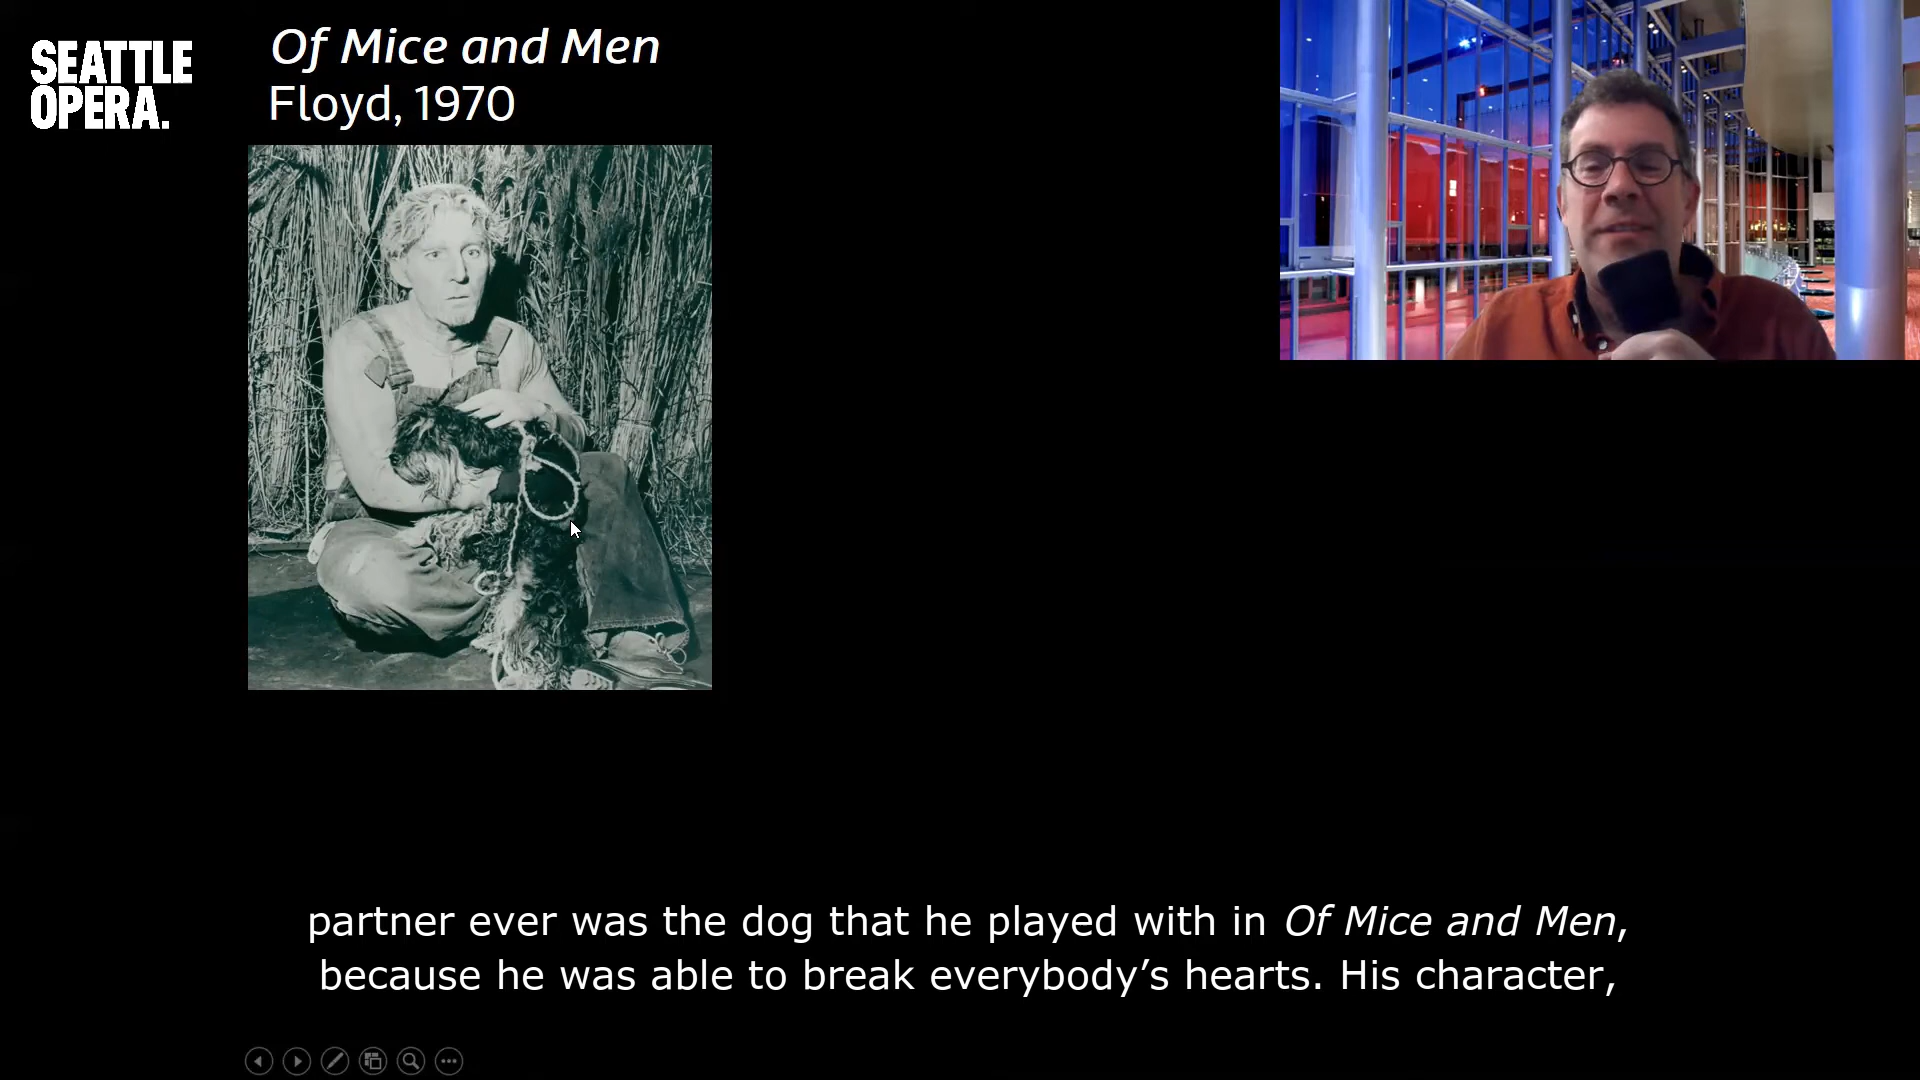 SEATTLE
OPERA.
Of Mice and Men
Floyd, 1970
partner ever was the dog that he played with in Of Mice and Men,
because he was able to break everybody’s hearts. His character,